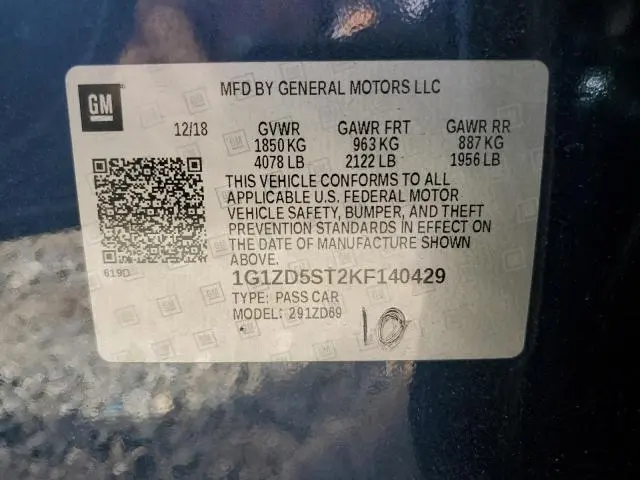 GM
MFD BY GENERAL MOTORS LLC
12/18 GVWR GAWR FRT GAWR RR
1850 KG 963 KG 887 KG
4078 LB 2122 LB 1956 LB
THIS VEHICLE CONFORMS TO ALL
APPLICABLE U.S. FEDERAL MOTOR
VEHICLE SAFETY, BUMPER, AND THEFT
PREVENTION STANDARDS IN EFFECT ON
THE DATE OF MANUFACTURE SHOWN
ABOVE.
619D
1G1ZD5ST2KF140429
TYPE: PASS CAR
MODEL: 291ZD69
10